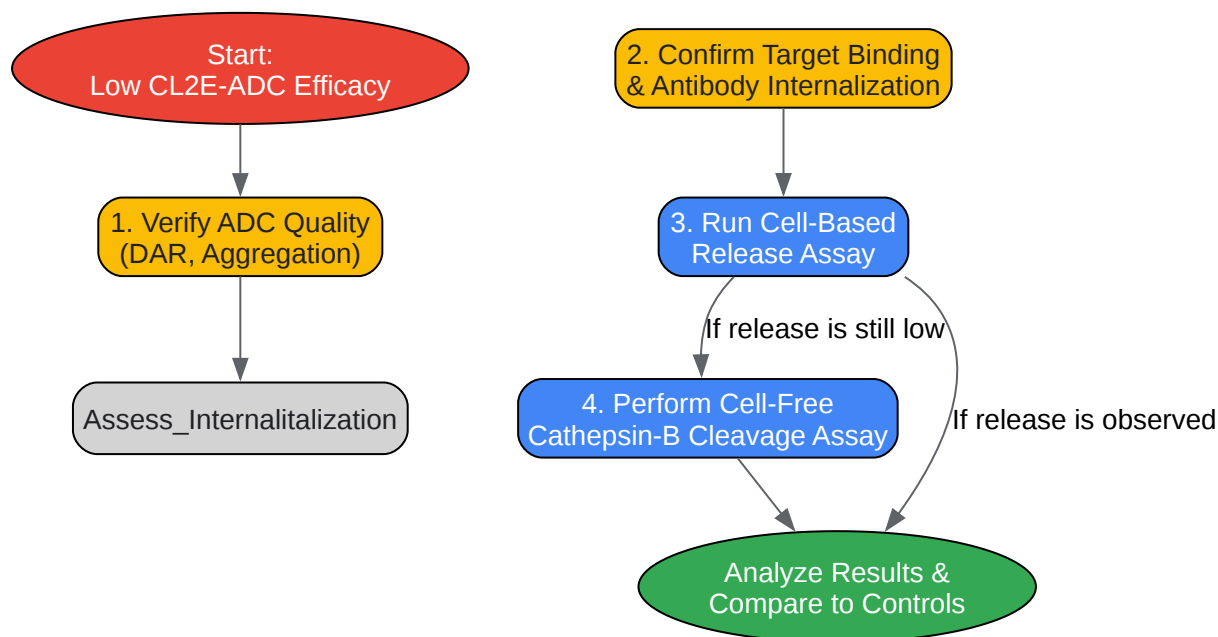 Start:
Low CL2E-ADC Efficacy
1. Verify ADC Quality
(DAR, Aggregation)
Assess_Internalitalization
2. Confirm Target Binding
& Antibody Internalization
3. Run Cell-Based
Release Assay
If release is still low
4. Perform Cell-Free
Cathepsin-B Cleavage Assay
If release is observed
Analyze Results &
Compare to Controls